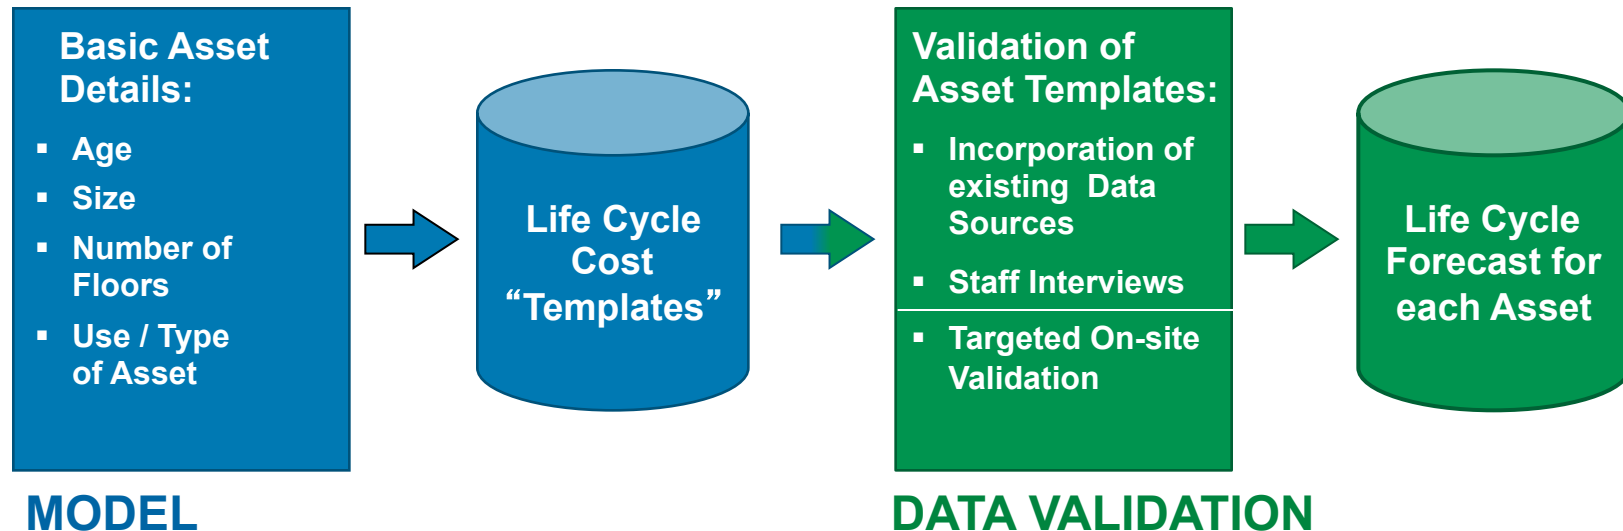 Basic Asset
Details:
▪ Age
▪ Size
▪ Number of
Floors
▪ Use / Type
of Asset
Life Cycle
Cost
“Templates”
Validation of
Asset Templates:
▪ Incorporation of
existing Data
Sources
▪ Staff Interviews
▪ Targeted On-site
Validation
Life Cycle
Forecast for
each Asset
MODEL
DATA VALIDATION